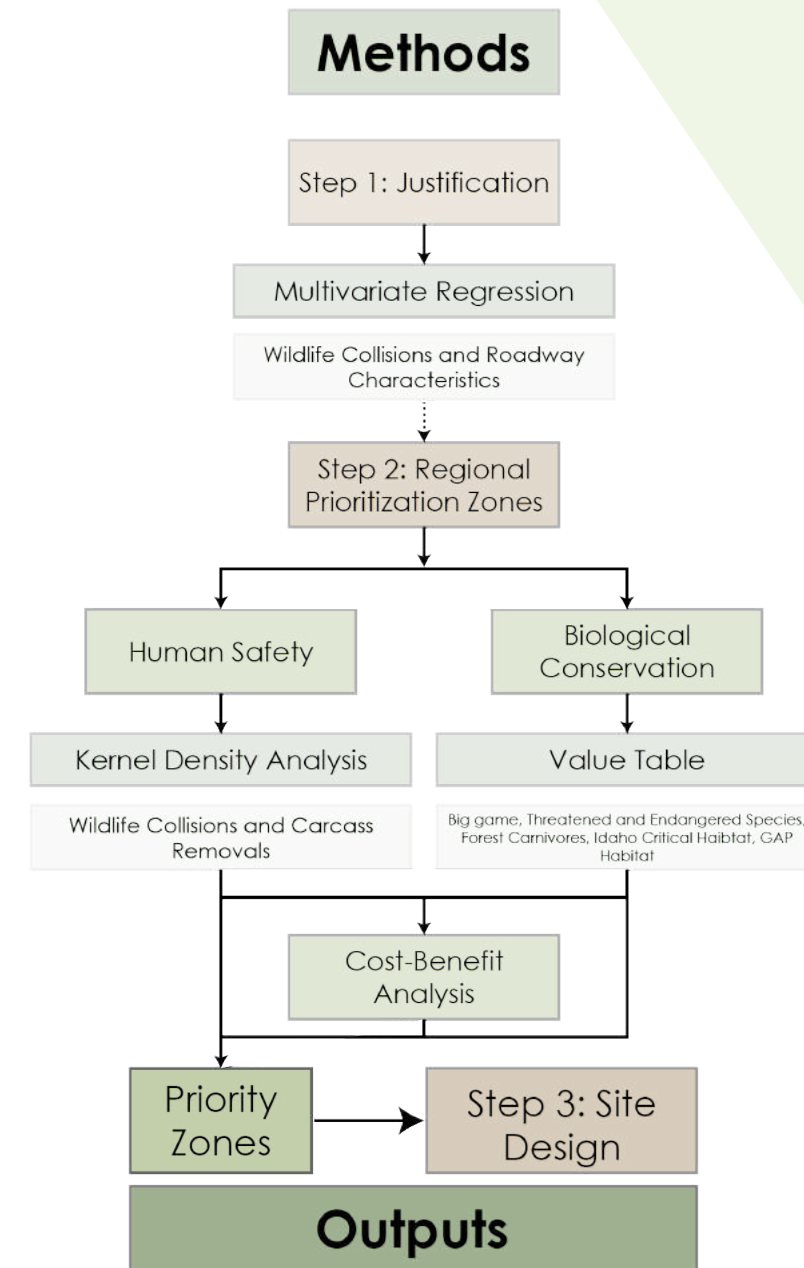 Methods
Step 1: Justification
Multivariate Regression
Wildlife Collisions and Roadway
Characteristics
Step 2: Regional
Prioritization Zones
Human Safety
Biological
Conservation
Kernel Density Analysis
Value Table
Wildlife Collisions and Carcass
Removals
Big game, Threatened and Endangered Species,
Forest Carnivores, Idaho Critical Haibtat, GAP
Habitat
Cost-Benefit
Analysis
Priority
Zones
Step 3: Site
Design
Outputs